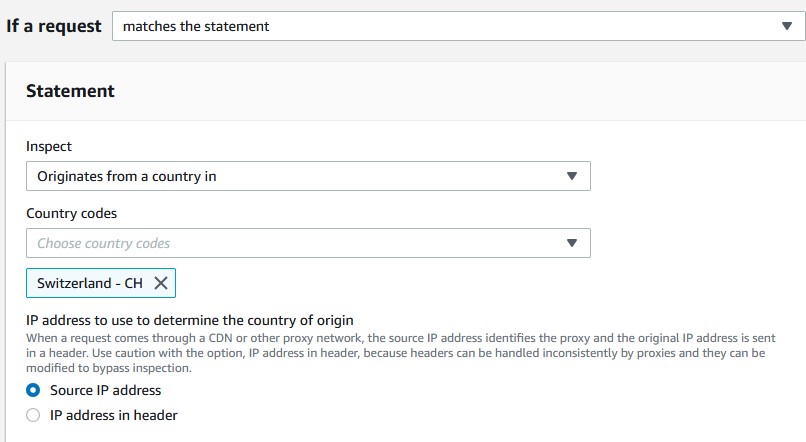 If a request matches the statement
Statement
Inspect
Originates from a country in
Country codes
Choose country codes
Switzerland - CH
IP address to use to determine the country of origin
When a request comes through a CDN or other proxy network, the source IP address identifies the proxy and the original IP address is sent
in a header. Use caution with the option, IP address in header, because headers can be handled inconsistently by proxies and they can be
modified to bypass inspection.
Source IP address
IP address in header